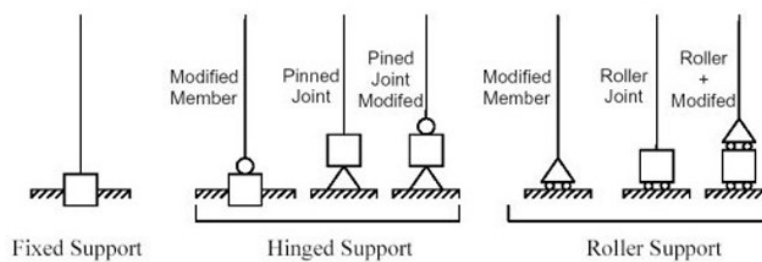 Modified
Member
Pinned
Joint
Pined
Joint
Modifed
Modified
Member
Roller
Joint
Roller
+
Modifed
Fixed Support
Hinged Support
Roller Support